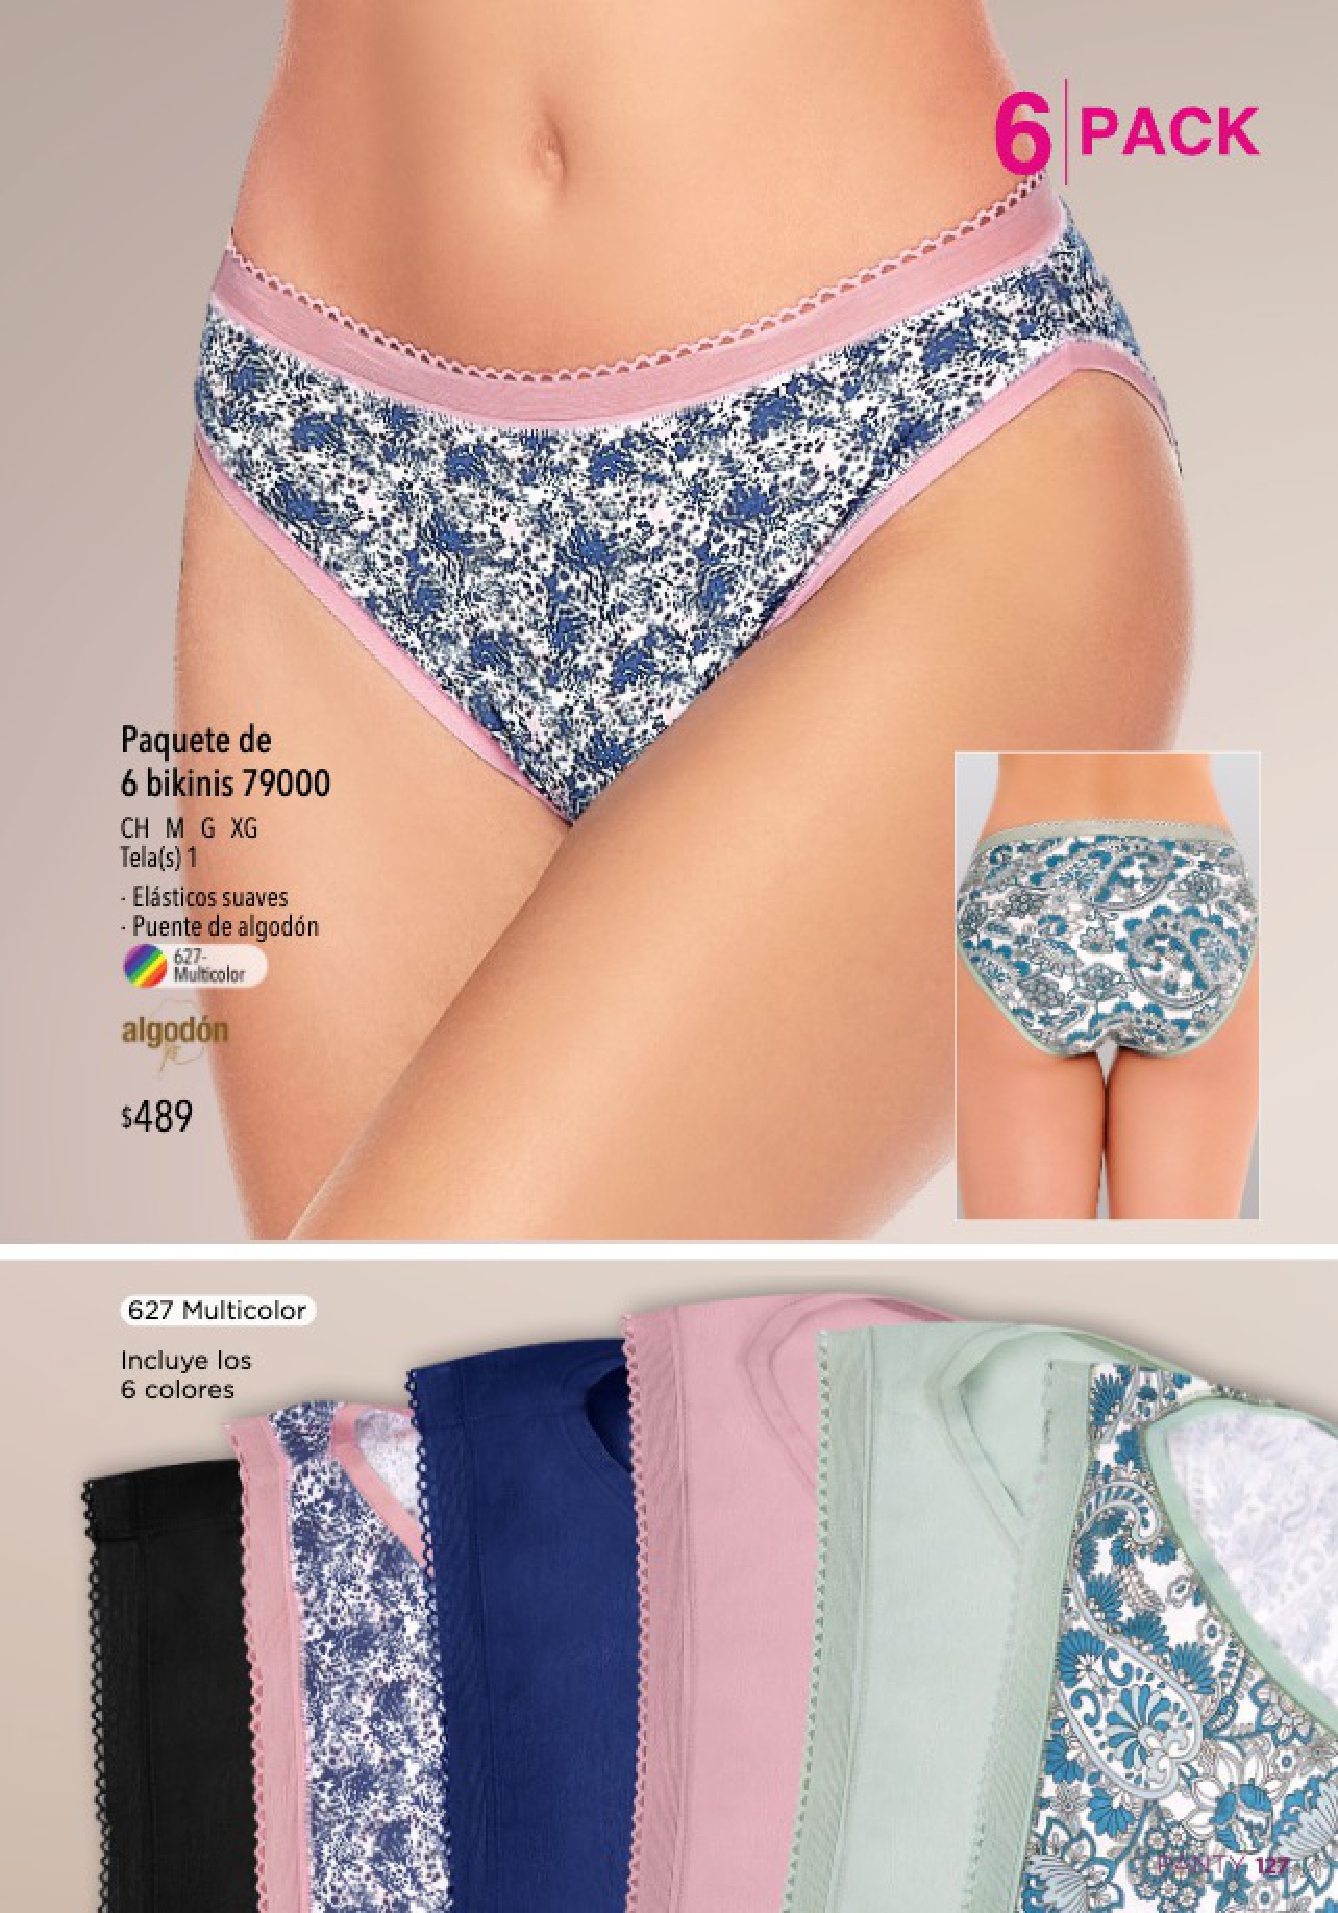 6 PACK
Paquete de
6 bikinis 79000
CH M G XG
Tela(s) 1
· Elásticos suaves
· Puente de algodón
627-
Multicolor
algodón
$489
627 Multicolor
Incluye los
6 colores
PANTY 127